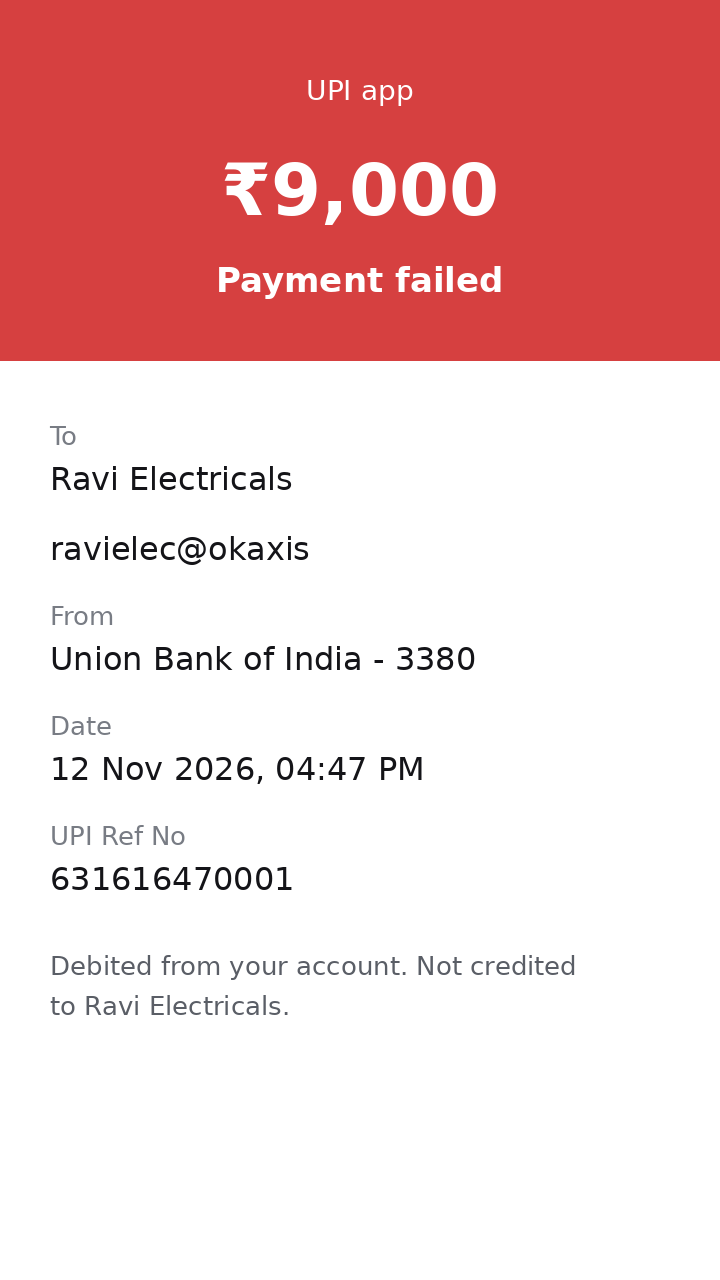 UPI app
₹9,000
Payment failed
To
Ravi Electricals
ravielec@okaxis
From
Union Bank of India - 3380
Date
12 Nov 2026, 04:47 PM
UPI Ref No
631616470001
Debited from your account. Not credited
to Ravi Electricals.